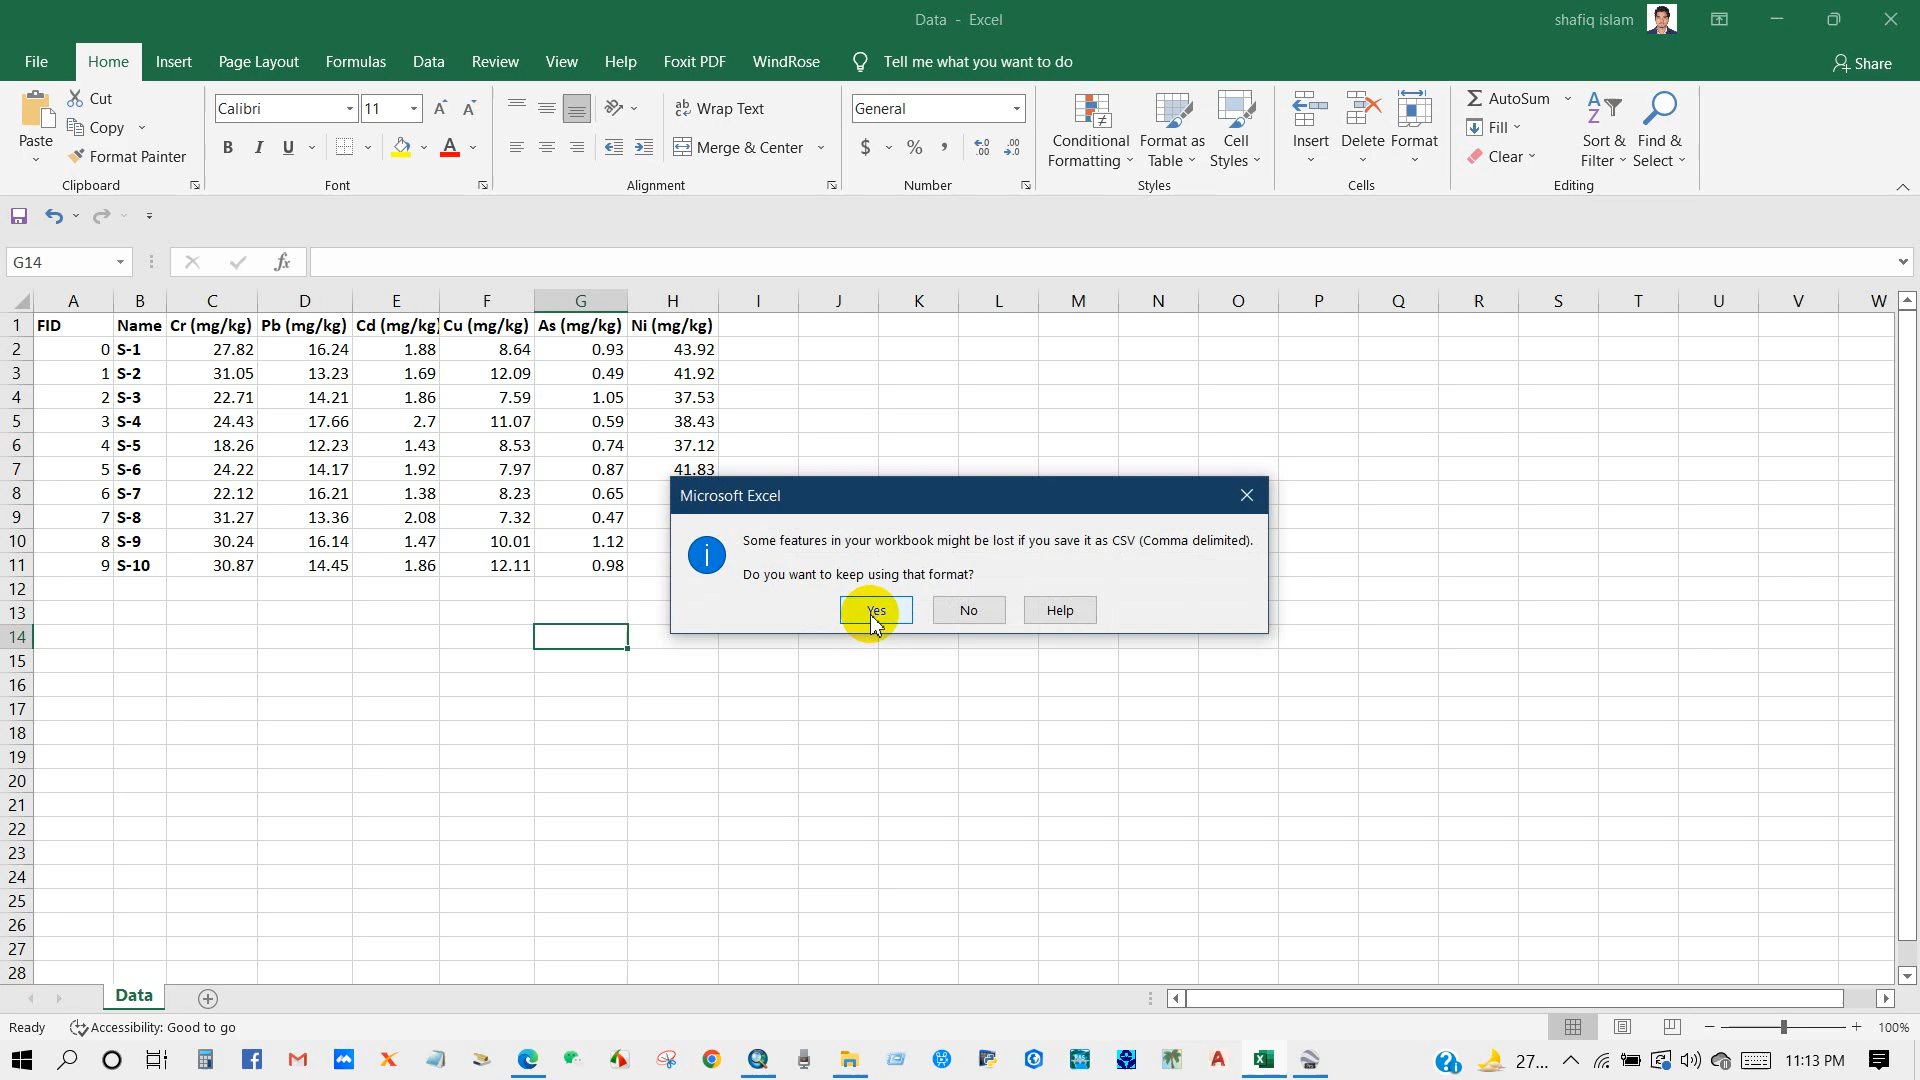 Data - Excel
shafiq islam
File Home Insert Page Layout Formulas Data Review View Help Foxit PDF WindRose Tell me what you want to do Share
Paste
Cut
Copy
Format Painter
Clipboard
Calibri 11
B I U A
Font
Wrap Text
Merge & Center
Alignment
General
$ % ,
Number
Conditional Formatting
Format as Table
Cell Styles
Styles
Insert Delete Format
Cells
AutoSum
Fill
Clear
Sort & Filter
Find & Select
Editing
G14 fx
A B C D E F G H I J K L M N O P Q R S T U V W
1 FID Name Cr (mg/kg) Pb (mg/kg) Cd (mg/kg) Cu (mg/kg) As (mg/kg) Ni (mg/kg)
2 0 S-1 27.82 16.24 1.88 8.64 0.93 43.92
3 1 S-2 31.05 13.23 1.69 12.09 0.49 41.92
4 2 S-3 22.71 14.21 1.86 7.59 1.05 37.53
5 3 S-4 24.43 17.66 2.7 11.07 0.59 38.43
6 4 S-5 18.26 12.23 1.43 8.53 0.74 37.12
7 5 S-6 24.22 14.17 1.92 7.97 0.87 41.83
8 6 S-7 22.12 16.21 1.38 8.23 0.65
9 7 S-8 31.27 13.36 2.08 7.32 0.47
10 8 S-9 30.24 16.14 1.47 10.01 1.12
11 9 S-10 30.87 14.45 1.86 12.11 0.98
12
13
14
15
16
17
18
19
20
21
22
23
24
25
26
27
28
Microsoft Excel
Some features in your workbook might be lost if you save it as CSV (Comma delimited).
Do you want to keep using that format?
Yes No Help
Data
Ready Accessibility: Good to go 100%
27... 11:13 PM